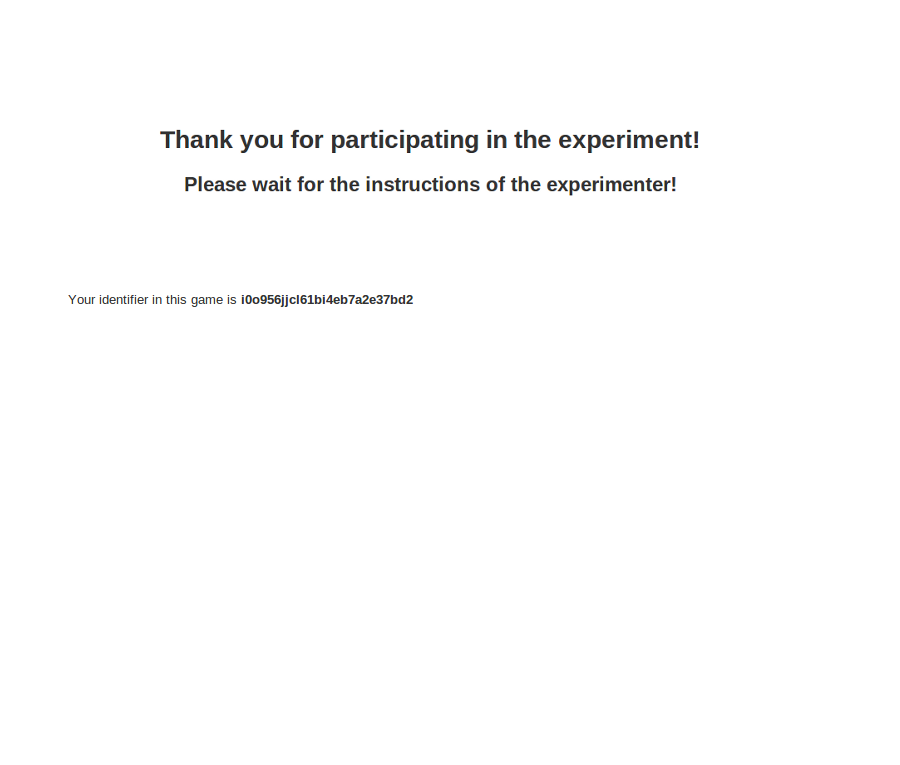 Thank you for participating in the experiment!
Please wait for the instructions of the experimenter!
Your identifier in this game is i0o956jjcl61bi4eb7a2e37bd2